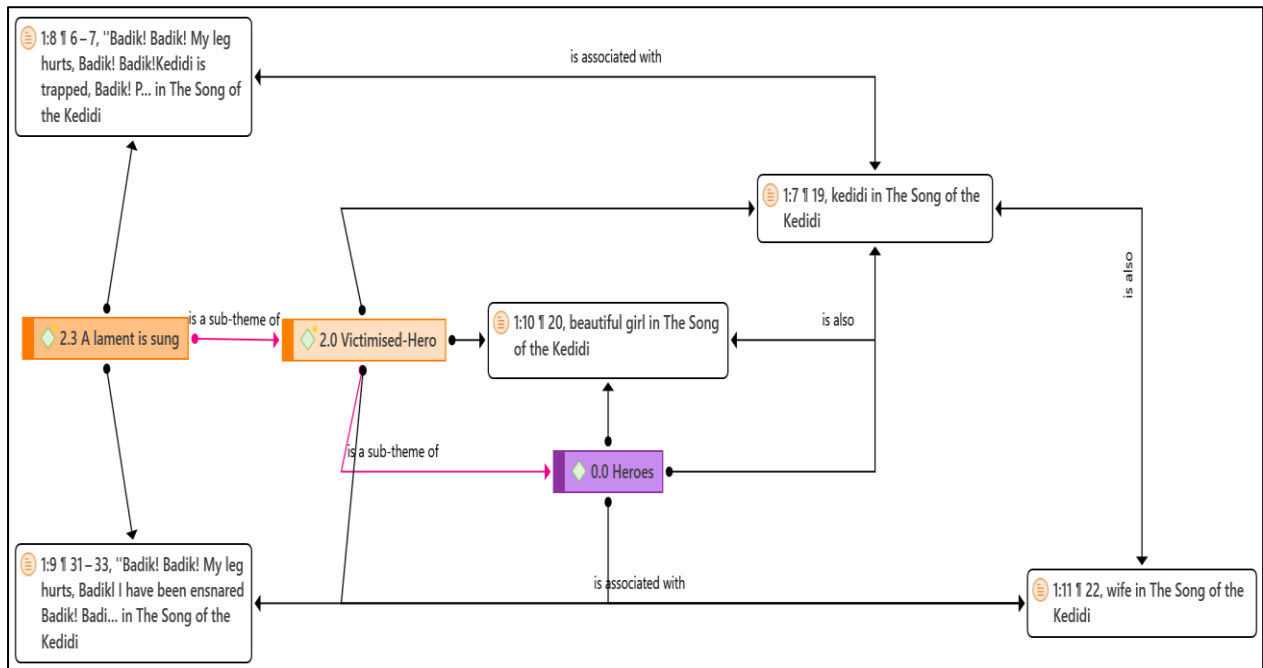 1:8 ¶ 6 – 7, "Badik! Badik! My leg
hurts, Badik! Badik!Kedidi is
trapped, Badik! P... in The Song of
the Kedidi
is associated with
1:7 ¶ 19, kedidi in The Song of the
Kedidi
is also
2.3 A lament is sung
is a sub-theme of
2.0 Victimised-Hero
1:10 ¶ 20, beautiful girl in The Song
of the Kedidi
is also
is a sub-theme of
0.0 Heroes
1:9 ¶ 31 – 33, "Badik! Badik! My leg
hurts, Badikl I have been ensnared
Badik! Badi... in The Song of the
Kedidi
is associated with
1:11 ¶ 22, wife in The Song of the
Kedidi